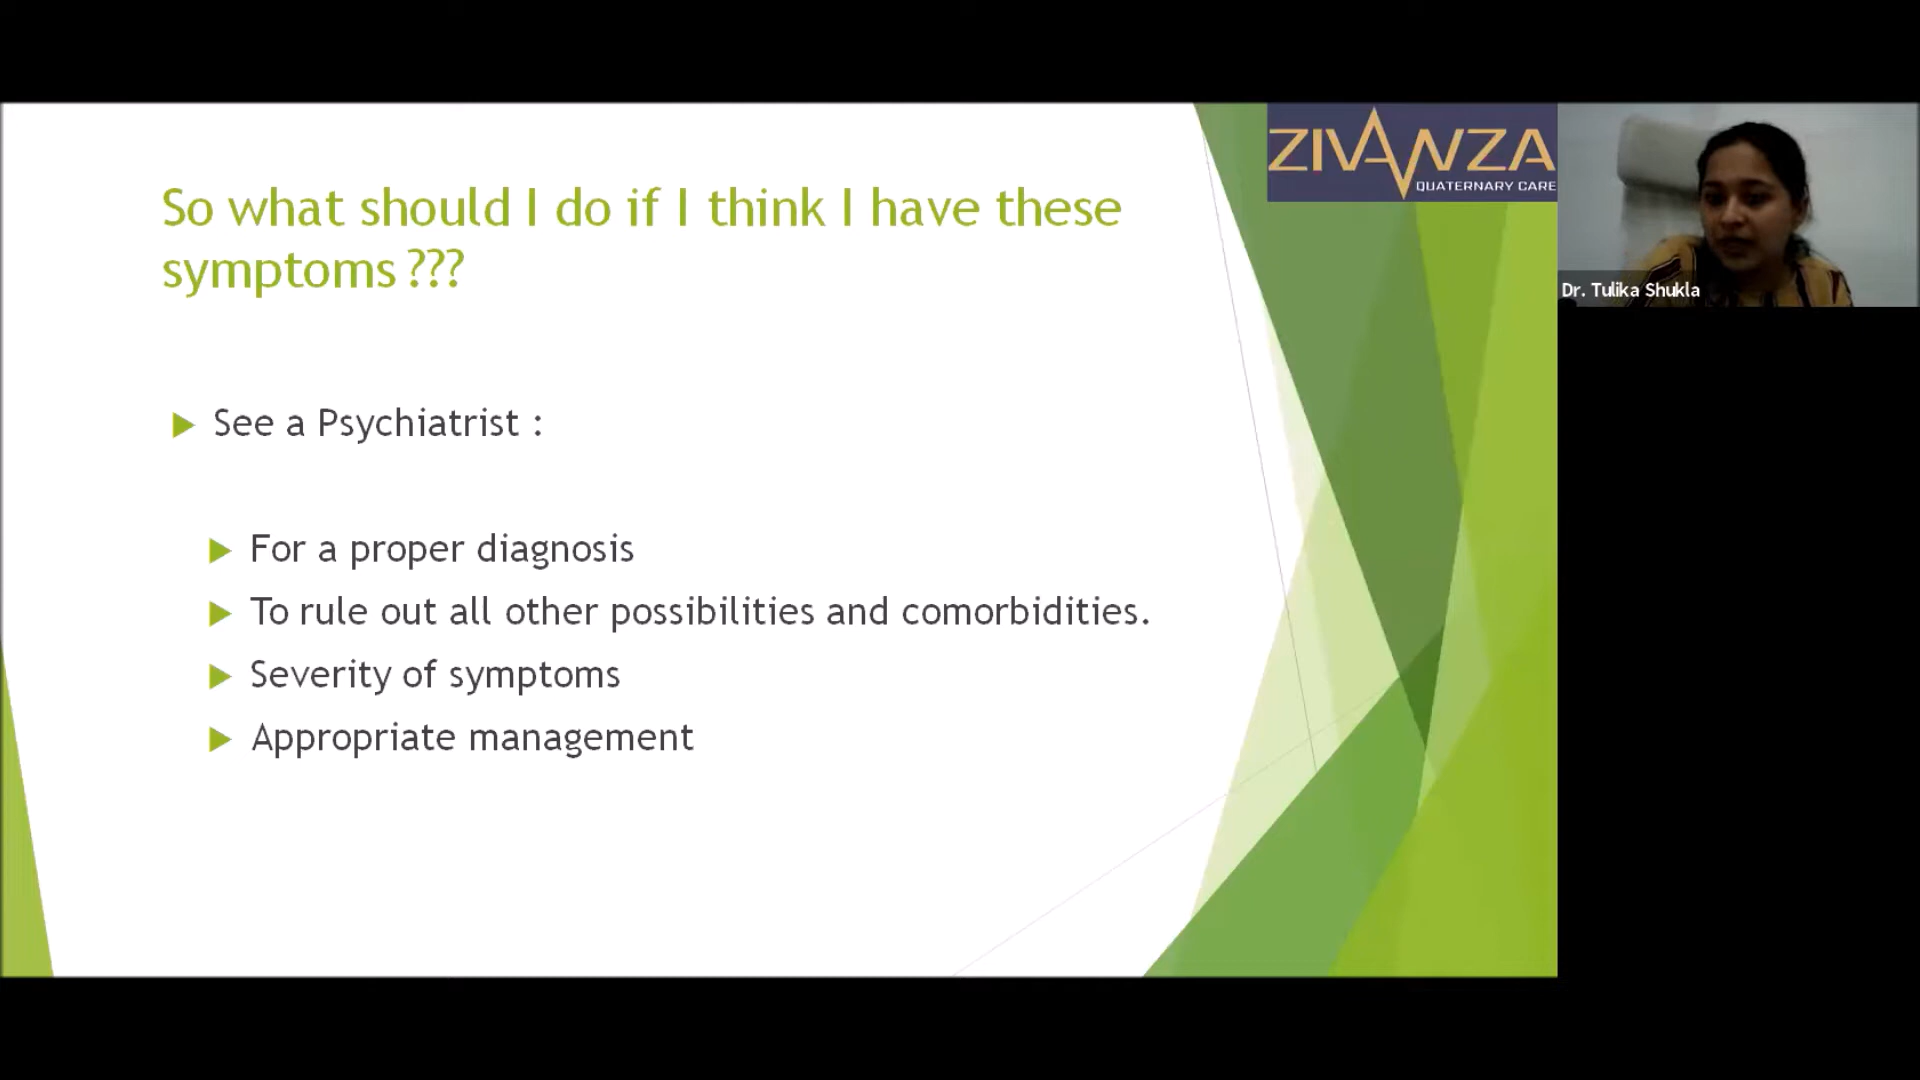 ZIVANZA
QUATERNARY CARE
So what should I do if I think I have these
symptoms ???
See a Psychiatrist :
For a proper diagnosis
To rule out all other possibilities and comorbidities.
Severity of symptoms
Appropriate management
Dr. Tulika Shukla